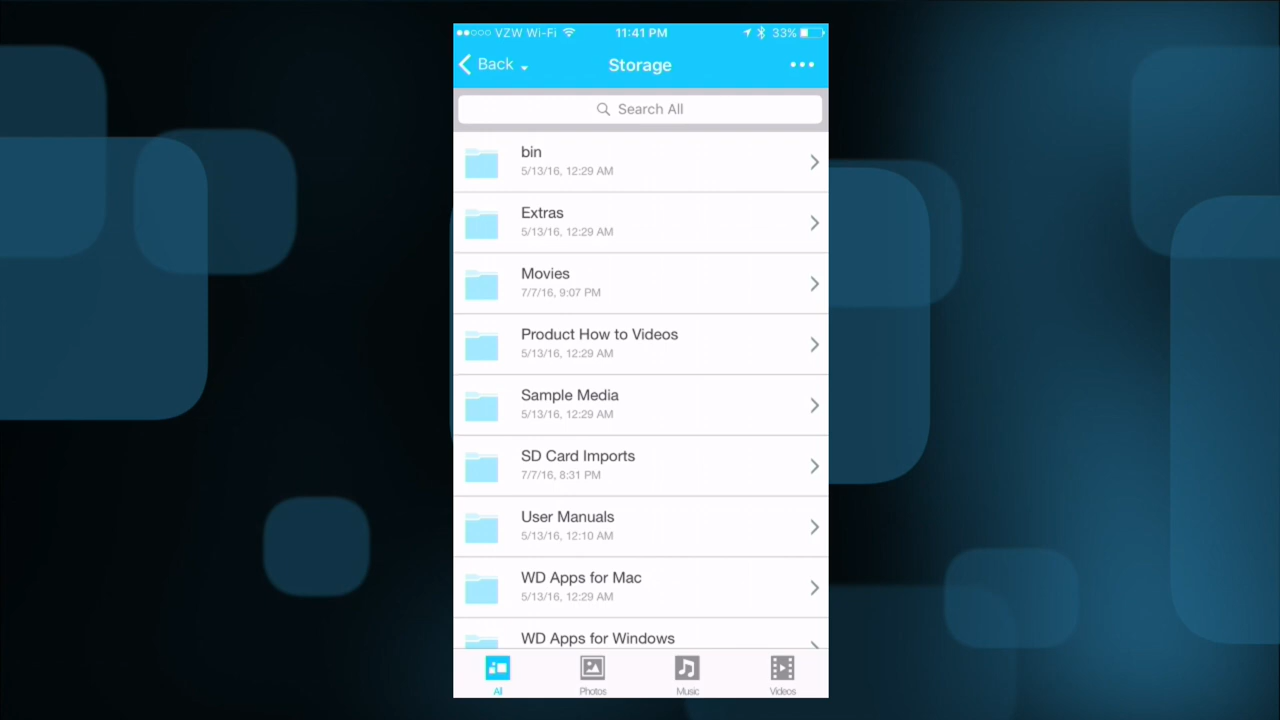 VZW Wi-Fi 11:41 PM 33%
Back Storage
Search All
bin
5/13/16, 12:29 AM
Extras
5/13/16, 12:29 AM
Movies
7/7/16, 9:07 PM
Product How to Videos
5/13/16, 12:29 AM
Sample Media
5/13/16, 12:29 AM
SD Card Imports
7/7/16, 8:31 PM
User Manuals
5/13/16, 12:10 AM
WD Apps for Mac
5/13/16, 12:29 AM
WD Apps for Windows
All Photos Music Videos